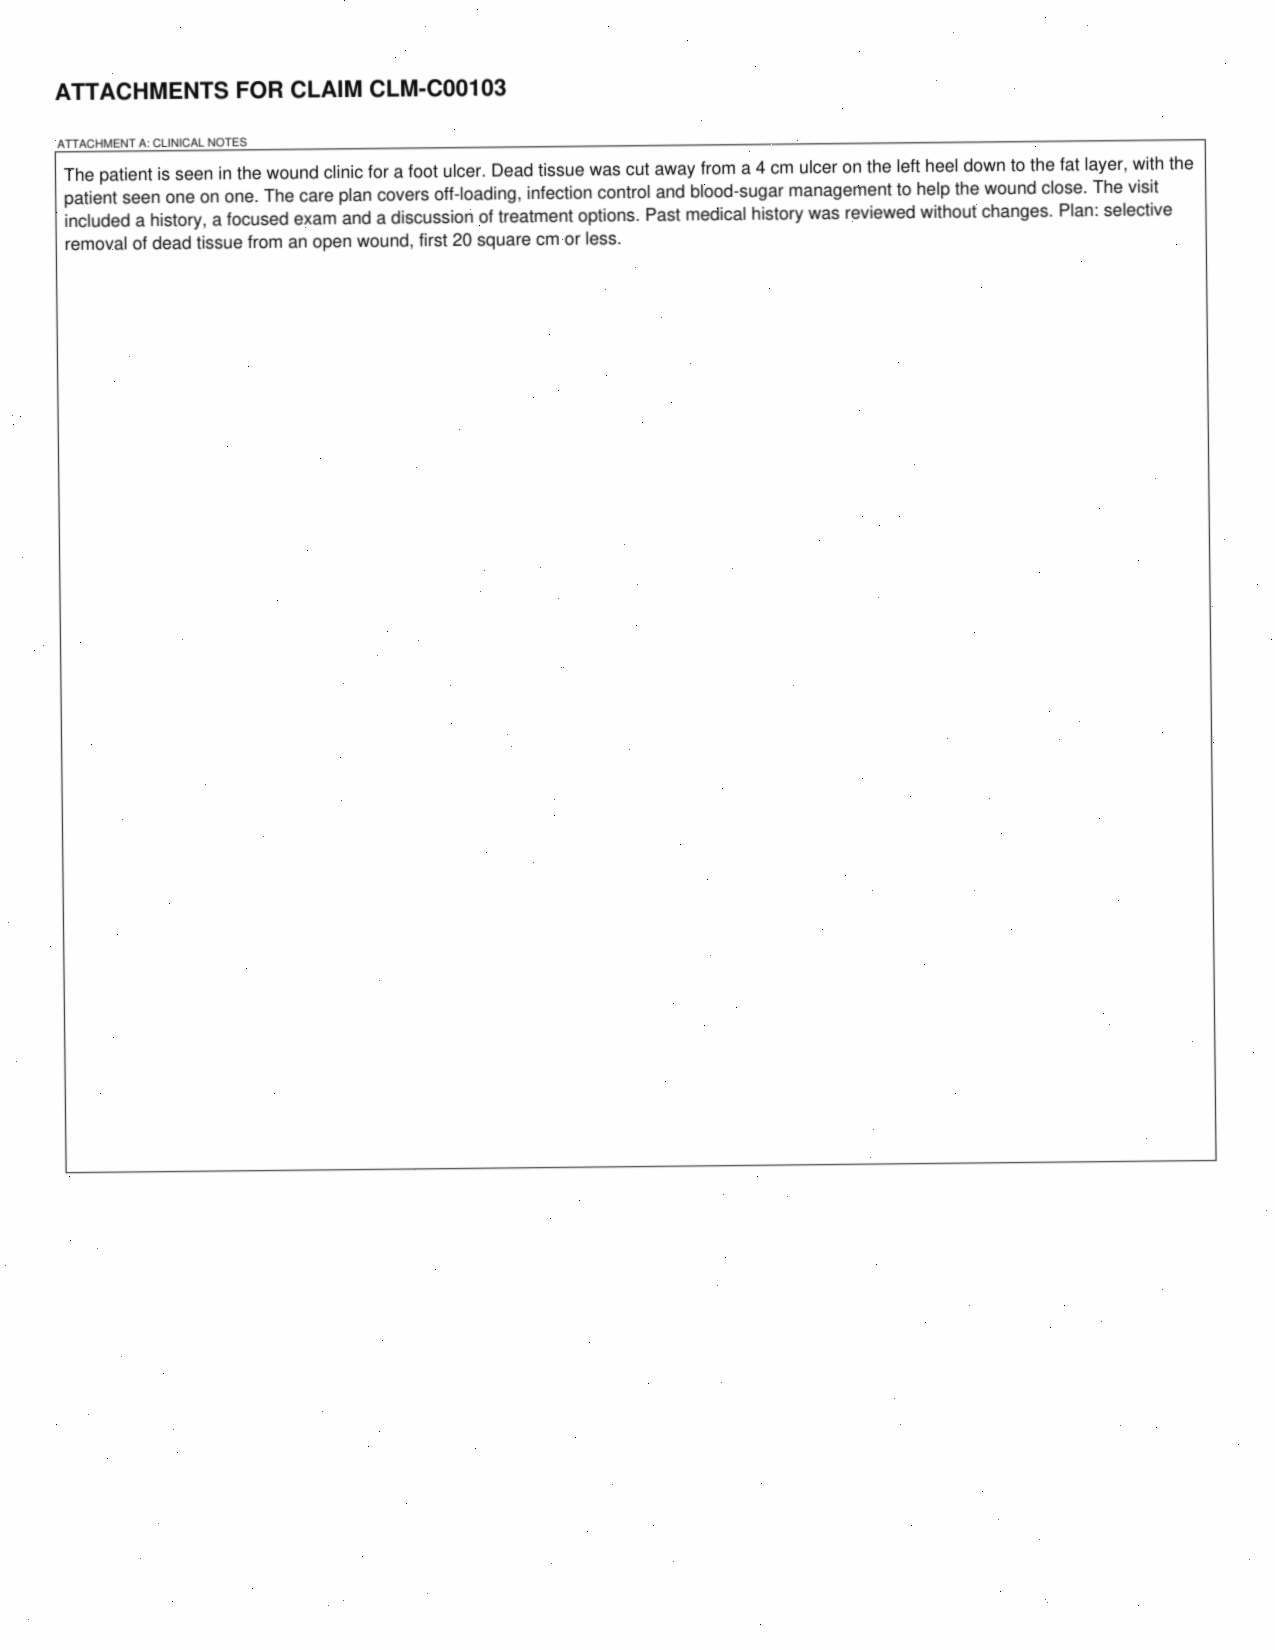 ATTACHMENTS FOR CLAIM CLM-C00103
ATTACHMENT A: CLINICAL NOTES
The patient is seen in the wound clinic for a foot ulcer. Dead tissue was cut away from a 4 cm ulcer on the left heel down to the fat layer, with the
patient seen one on one. The care plan covers off-loading, infection control and blood-sugar management to help the wound close. The visit
included a history, a focused exam and a discussion of treatment options. Past medical history was reviewed without changes. Plan: selective
removal of dead tissue from an open wound, first 20 square cm or less.